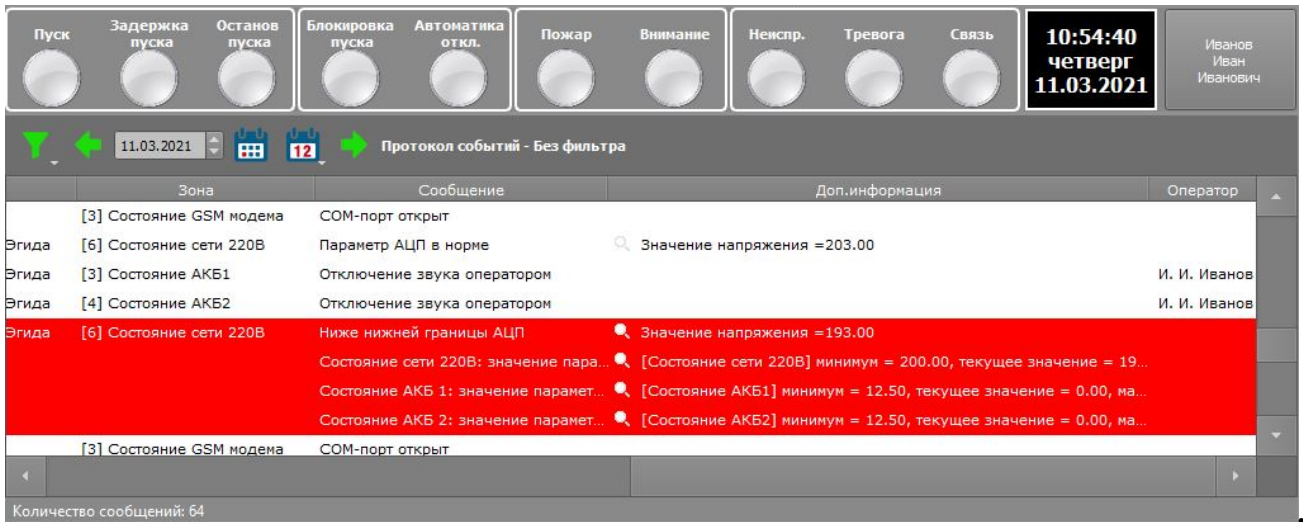 Пуск
Задержка
пуска
Останов
пуска
Блокировка
пуска
Автоматика
откл.
Пожар
Внимание
Неиспр.
Тревога
Связь
10:54:40
четверг
11.03.2021
Иванов
Иван
Иванович
11.03.2021 12 Протокол событий - Без фильтра
Зона Сообщение Доп.информация Оператор
[3] Состояние GSM модема COM-порт открыт
Эгида [6] Состояние сети 220В Параметр АЦП в норме Значение напряжения =203.00
Эгида [3] Состояние АКБ1 Отключение звука оператором И. И. Иванов
Эгида [4] Состояние АКБ2 Отключение звука оператором И. И. Иванов
Эгида [6] Состояние сети 220В Ниже нижней границы АЦП Значение напряжения =193.00
Состояние сети 220В: значение пара... [Состояние сети 220В] минимум = 200.00, текущее значение = 19...
Состояние АКБ 1: значение парамет... [Состояние АКБ1] минимум = 12.50, текущее значение = 0.00, ма...
Состояние АКБ 2: значение парамет... [Состояние АКБ2] минимум = 12.50, текущее значение = 0.00, ма...
[3] Состояние GSM модема COM-порт открыт
Количество сообщений: 64